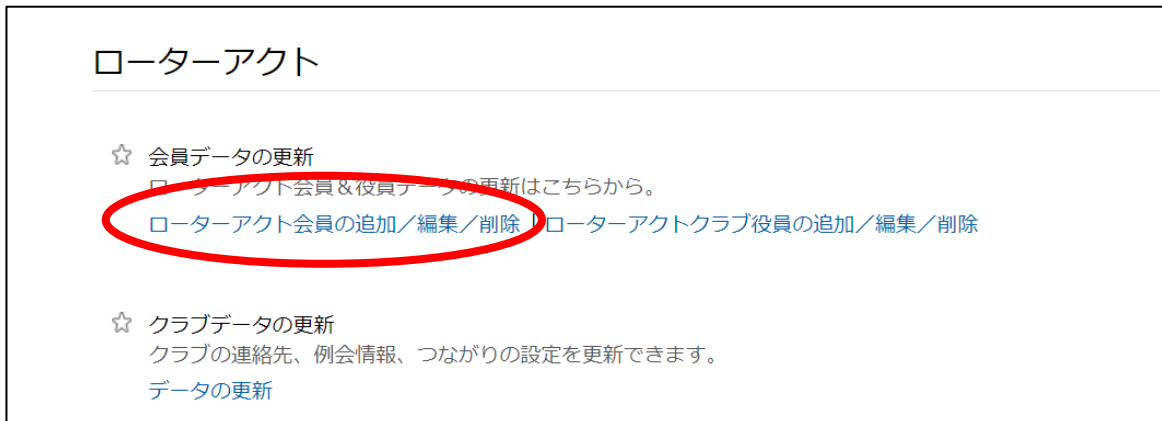 ローターアクト
会員データの更新
ローターアクト会員＆役員データの更新はこちらから。
ローターアクト会員の追加／編集／削除 | ローターアクトクラブ役員の追加／編集／削除
クラブデータの更新
クラブの連絡先、例会情報、つながりの設定を更新できます。
データの更新